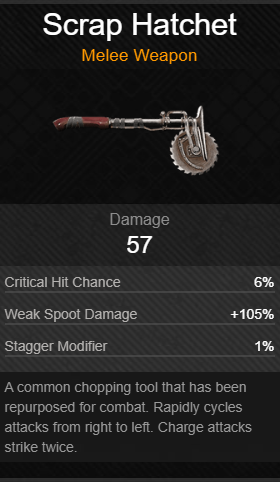 Scrap Hatchet
Melee Weapon
Damage
57
Critical Hit Chance 6%
Weak Spoot Damage +105%
Stagger Modifier 1%
A common chopping tool that has been
repurposed for combat. Rapidly cycles
attacks from right to left. Charge attacks
strike twice.